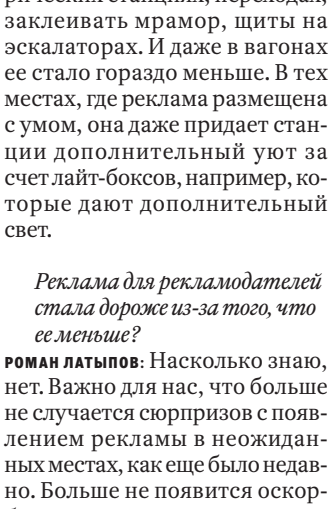 рических станциях, переходах,
заклеивать мрамор, щиты на
эскалаторах. И даже в вагонах
ее стало гораздо меньше. В тех
местах, где реклама размещена
с умом, она даже придает стан-
ции дополнительный уют за
счет лайт-боксов, например, ко-
торые дают дополнительный
свет.
Реклама для рекламодателей
стала дороже из-за того, что
ее меньше?
РОМАН ЛАТЫПОВ: Насколько знаю,
нет. Важно для нас, что больше
не случается сюрпризов с появ-
лением рекламы в неожидан-
ных местах, как еще было недав-
но. Больше не появится оскор-